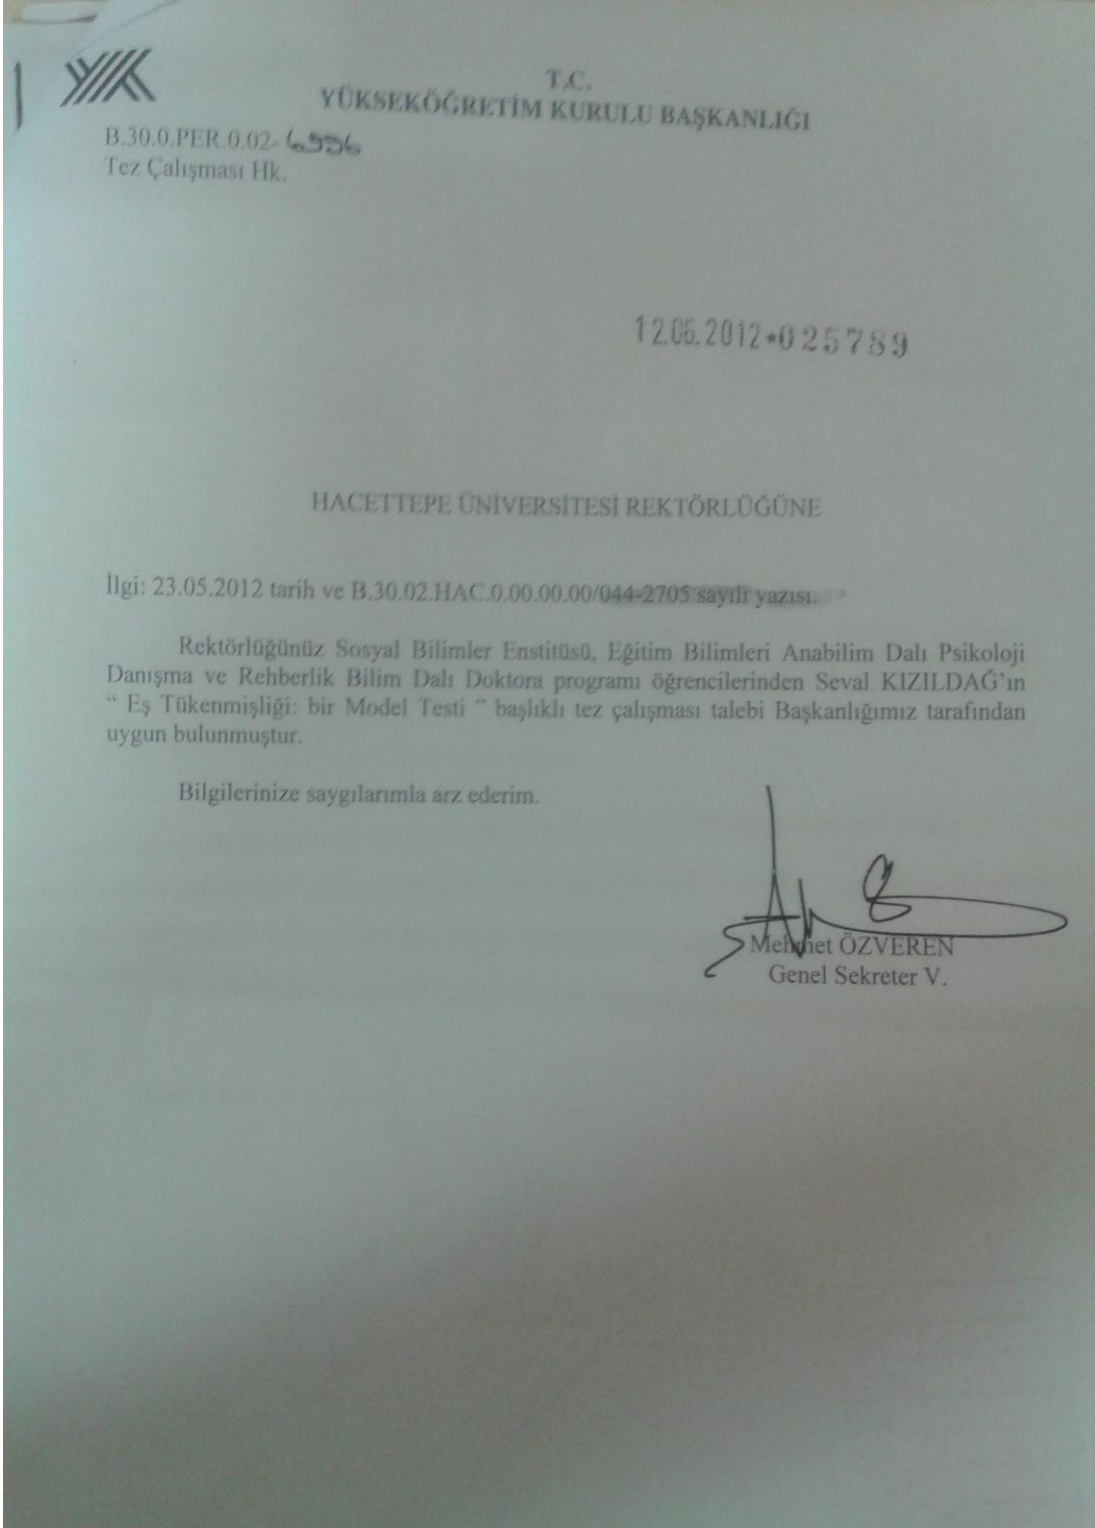 T.C.
YÜKSEKÖĞRETİM KURULU BAŞKANLIĞI
B.30.0.PER.0.02-
Tez Çalışması Hk.
12.06.2012*025789
HACETTEPE ÜNİVERSİTESİ REKTÖRLÜĞÜNE
İlgi: 23.05.2012 tarih ve B.30.02.HAC.0.00.00.00/044-2705 sayılı yazısı.
Rektörlüğünüz Sosyal Bilimler Enstitüsü, Eğitim Bilimleri Anabilim Dalı Psikoloji
Danışma ve Rehberlik Bilim Dalı Doktora programı öğrencilerinden Seval KIZILDAĞ'ın
“ Eş Tükenmişliği: bir Model Testi ” başlıklı tez çalışması talebi Başkanlığımız tarafından
uygun bulunmuştur.
Bilgilerinize saygılarımla arz ederim.
Mehmet ÖZVEREN
Genel Sekreter V.